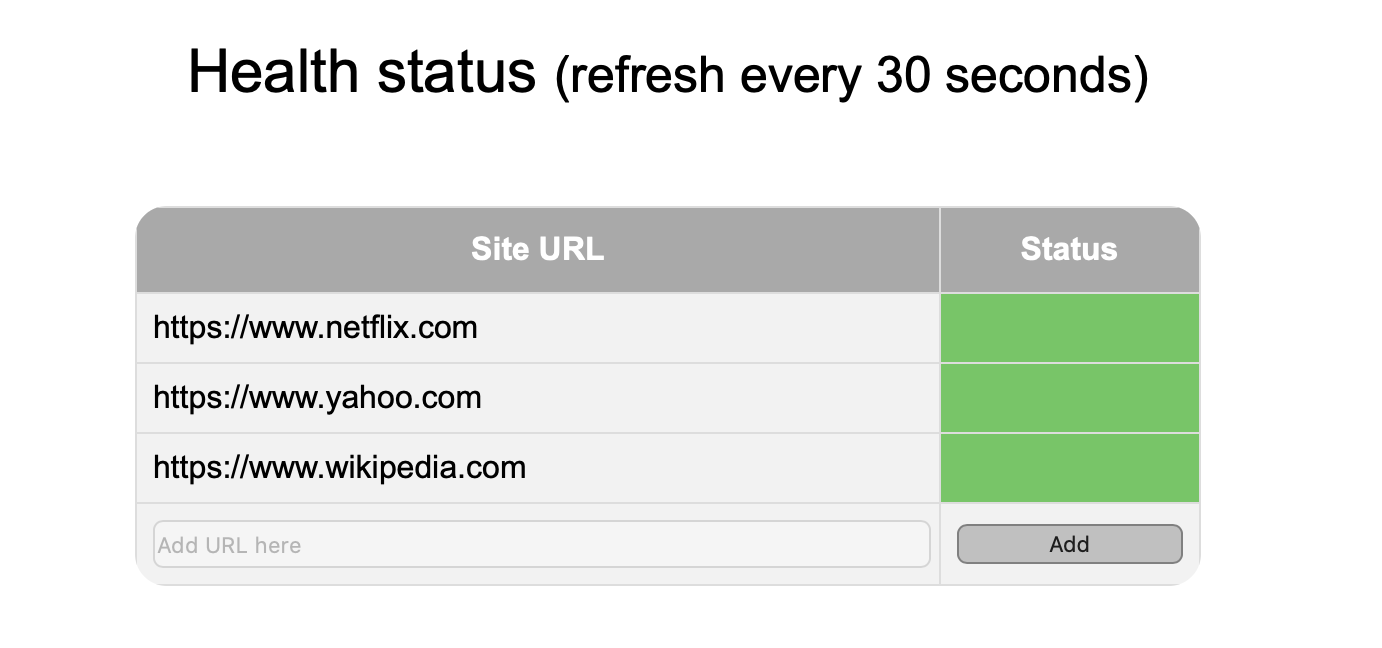 Health status (refresh every 30 seconds)
Site URL Status
https://www.netflix.com
https://www.yahoo.com
https://www.wikipedia.com
Add URL here Add